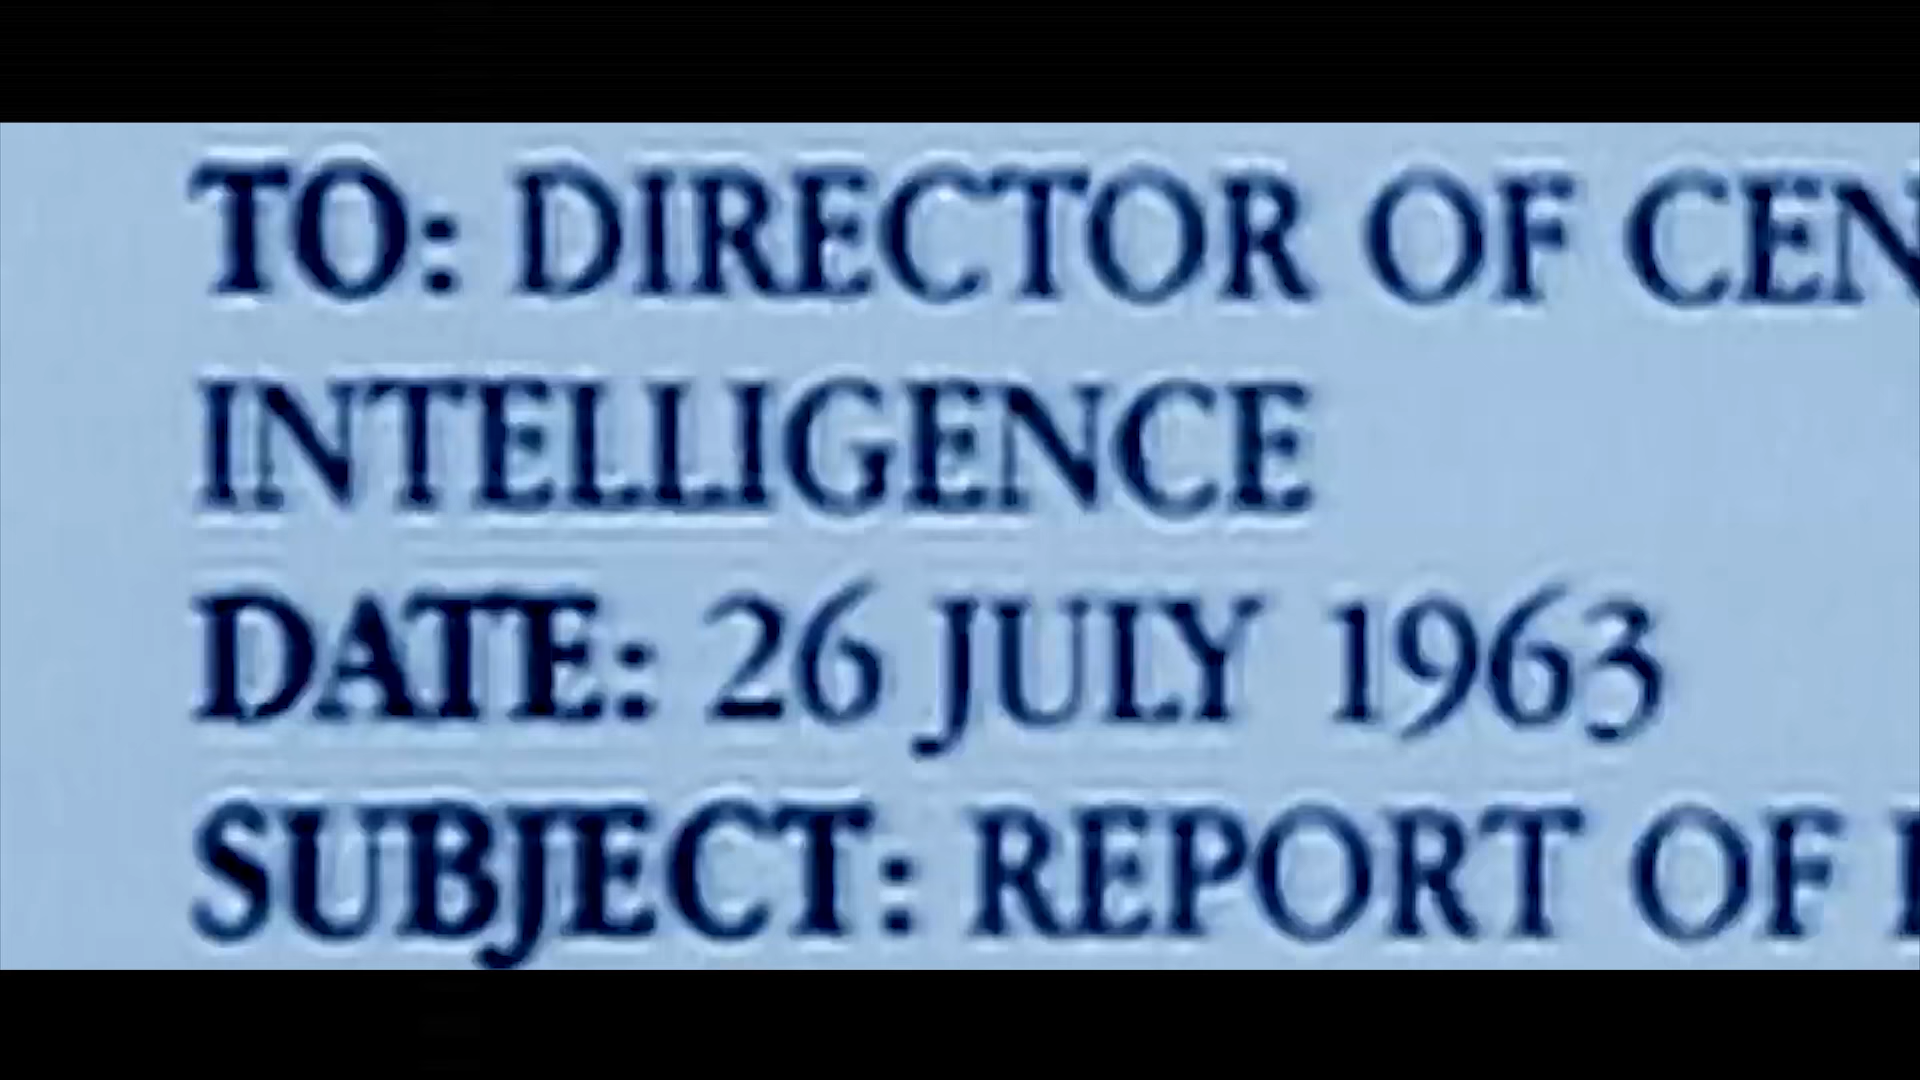 TO: DIRECTOR OF CEN
INTELLIGENCE
DATE: 26 JULY 1963
SUBJECT: REPORT OF